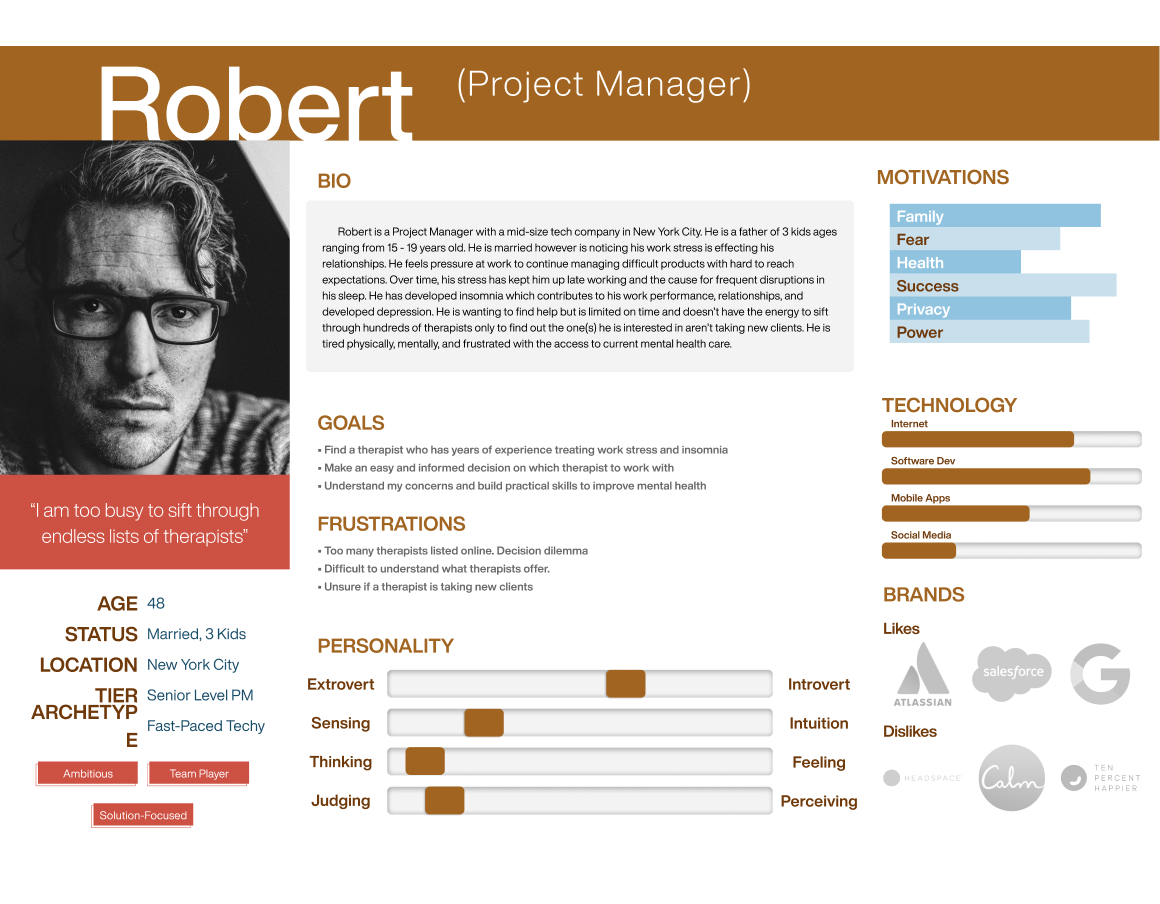 Robert
(Project Manager)
“I am too busy to sift through
endless lists of therapists”
AGE 48
STATUS Married, 3 Kids
LOCATION New York City
TIER Senior Level PM
ARCHETYP
E
Fast-Paced Techy
Ambitious
Team Player
Solution-Focused
BIO
Robert is a Project Manager with a mid-size tech company in New York City. He is a father of 3 kids ages
ranging from 15 - 19 years old. He is married however is noticing his work stress is effecting his
relationships. He feels pressure at work to continue managing difficult products with hard to reach
expectations. Over time, his stress has kept him up late working and the cause for frequent disruptions in
his sleep. He has developed insomnia which contributes to his work performance, relationships, and
developed depression. He is wanting to find help but is limited on time and doesn’t have the energy to sift
through hundreds of therapists only to find out the one(s) he is interested in aren’t taking new clients. He is
tired physically, mentally, and frustrated with the access to current mental health care.
GOALS
▪ Find a therapist who has years of experience treating work stress and insomnia
▪ Make an easy and informed decision on which therapist to work with
▪ Understand my concerns and build practical skills to improve mental health
FRUSTRATIONS
▪ Too many therapists listed online. Decision dilemma
▪ Difficult to understand what therapists offer.
▪ Unsure if a therapist is taking new clients
PERSONALITY
Extrovert Introvert
Sensing Intuition
Thinking Feeling
Judging Perceiving
MOTIVATIONS
Family
Fear
Health
Success
Privacy
Power
TECHNOLOGY
Internet
Software Dev
Mobile Apps
Social Media
BRANDS
Likes
ATLASSIAN
salesforce
G
Dislikes
HEADSPACE
Calm
TEN
PERCENT
HAPPIER